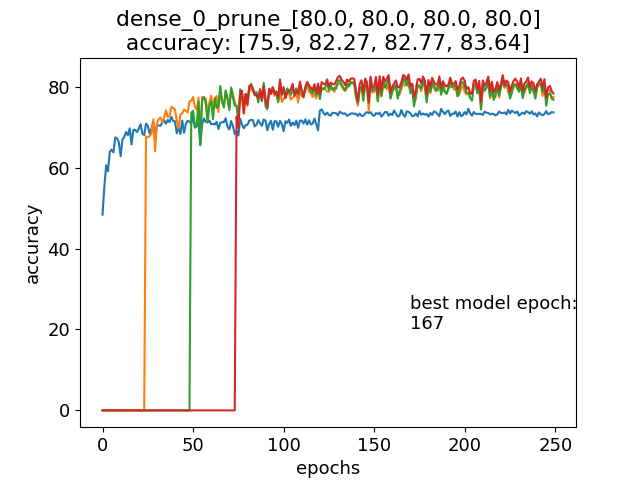 dense_0_prune_[80.0, 80.0, 80.0, 80.0]
accuracy: [75.9, 82.27, 82.77, 83.64]
80
60
accuracy
40
best model epoch:
167
20
0
0 50 100 150 200 250
epochs